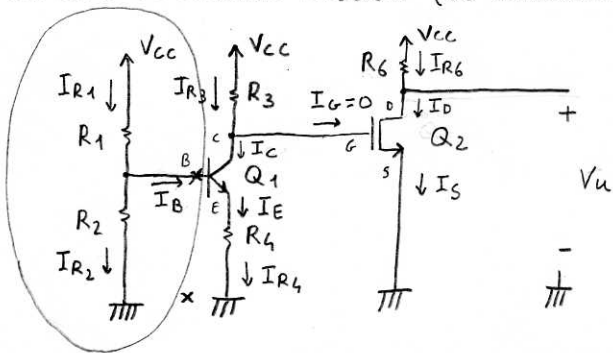 Vcc Vcc Vcc
R6 IR6
IR1 IR3 R3 IG=0 D ID +
R1 C IC G Q2
B Q1 S IS Vu
IB E IE
R2 R4
IR2 IR4 -
x x